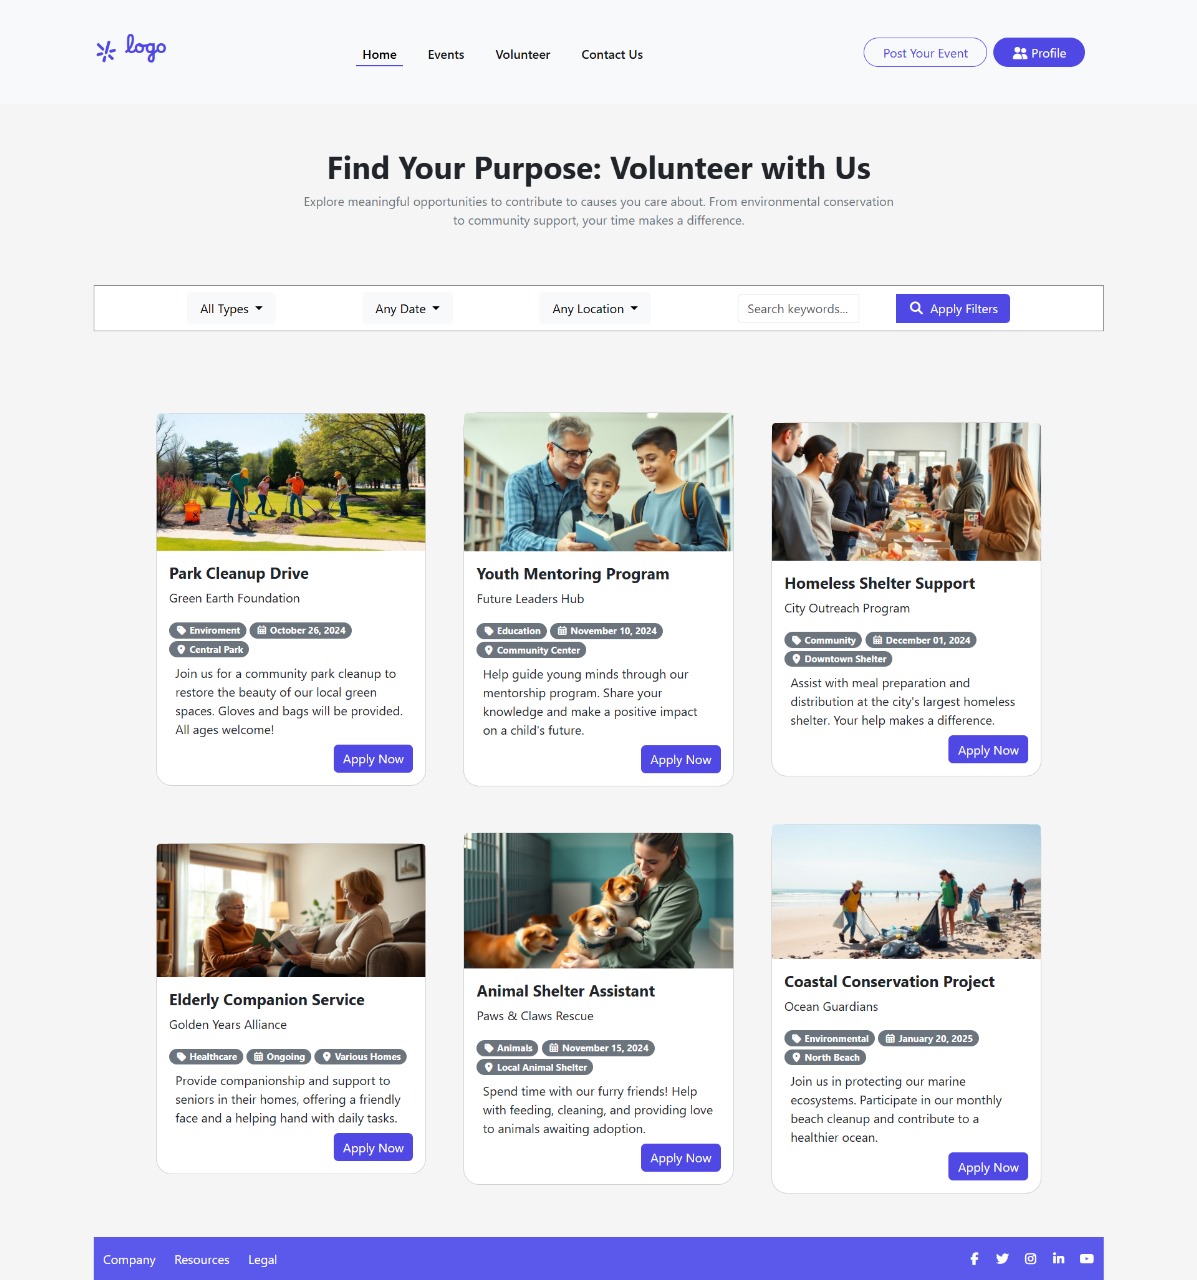 logo
Home Events Volunteer Contact Us
Post Your Event Profile
Find Your Purpose: Volunteer with Us
Explore meaningful opportunities to contribute to causes you care about. From environmental conservation
to community support, your time makes a difference.
All Types Any Date Any Location Search keywords... Apply Filters
Park Cleanup Drive
Green Earth Foundation
Enviroment October 26, 2024
Central Park
Join us for a community park cleanup to
restore the beauty of our local green
spaces. Gloves and bags will be provided.
All ages welcome!
Apply Now
Youth Mentoring Program
Future Leaders Hub
Education November 10, 2024
Community Center
Help guide young minds through our
mentorship program. Share your
knowledge and make a positive impact
on a child's future.
Apply Now
Homeless Shelter Support
City Outreach Program
Community December 01, 2024
Downtown Shelter
Assist with meal preparation and
distribution at the city's largest homeless
shelter. Your help makes a difference.
Apply Now
Elderly Companion Service
Golden Years Alliance
Healthcare Ongoing Various Homes
Provide companionship and support to
seniors in their homes, offering a friendly
face and a helping hand with daily tasks.
Apply Now
Animal Shelter Assistant
Paws & Claws Rescue
Animals November 15, 2024
Local Animal Shelter
Spend time with our furry friends! Help
with feeding, cleaning, and providing love
to animals awaiting adoption.
Apply Now
Coastal Conservation Project
Ocean Guardians
Environmental January 20, 2025
North Beach
Join us in protecting our marine
ecosystems. Participate in our monthly
beach cleanup and contribute to a
healthier ocean.
Apply Now
Company Resources Legal